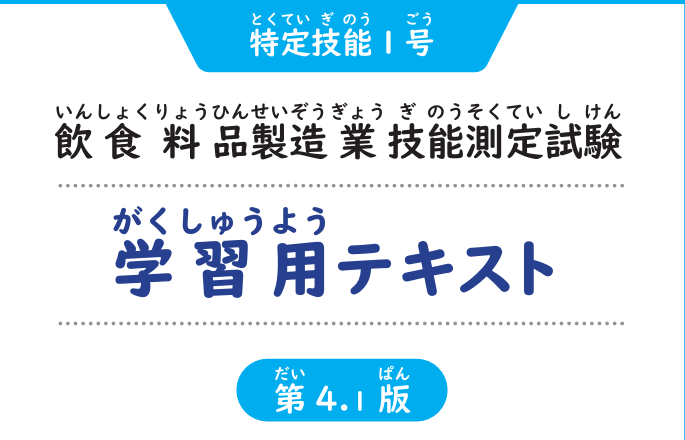 とくていぎのう ごう
特定技能1号
いんしょくりょうひんせいぞうぎょう ぎ のうそくてい し けん
飲食料品製造業技能測定試験
がくしゅうよう
学習用テキスト
だい ぱん
第4.1版